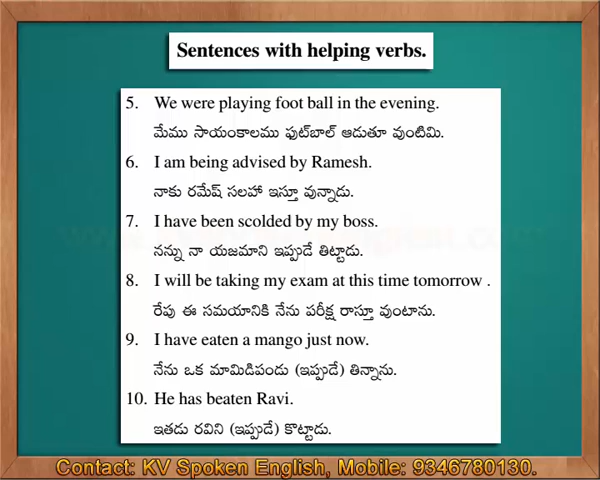 Sentences with helping verbs.
5. We were playing foot ball in the evening.
మేము సాయంకాలము ఫుట్‌బాల్ ఆడుతూ వుంటిమి.
6. I am being advised by Ramesh.
నాకు రమేష్ సలహా ఇస్తూ వున్నాడు.
7. I have been scolded by my boss.
నన్ను నా యజమాని ఇప్పుడే తిట్టాడు.
8. I will be taking my exam at this time tomorrow .
రేపు ఈ సమయానికి నేను పరీక్ష రాస్తూ వుంటాను.
9. I have eaten a mango just now.
నేను ఒక మామిడిపండు (ఇప్పుడే) తిన్నాను.
10. He has beaten Ravi.
ఇతడు రవిని (ఇప్పుడే) కొట్టాడు.
Contact: KV Spoken English, Mobile: 9346780130.